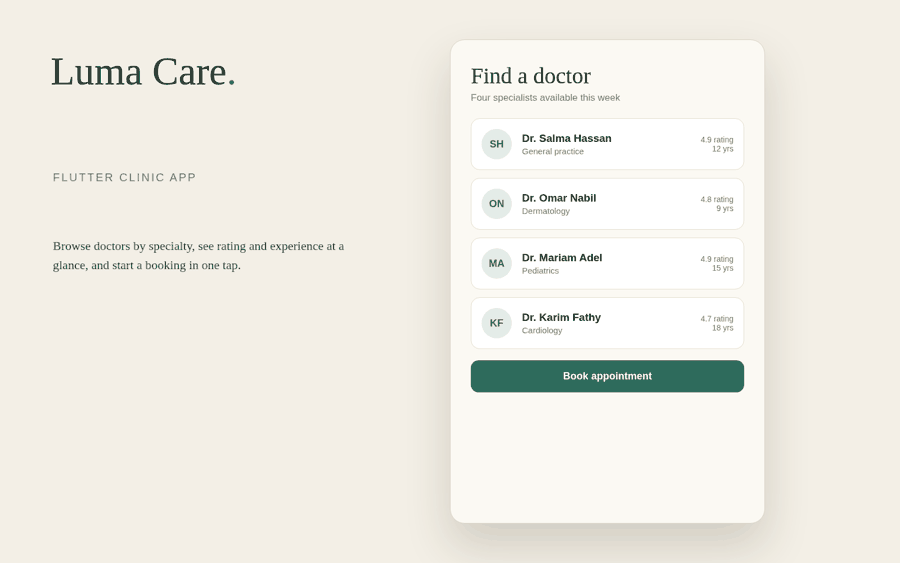 Luma Care.
FLUTTER CLINIC APP
Browse doctors by specialty, see rating and experience at a
glance, and start a booking in one tap.
Find a doctor
Four specialists available this week
SH
Dr. Salma Hassan
General practice
4.9 rating
12 yrs
ON
Dr. Omar Nabil
Dermatology
4.8 rating
9 yrs
MA
Dr. Mariam Adel
Pediatrics
4.9 rating
15 yrs
KF
Dr. Karim Fathy
Cardiology
4.7 rating
18 yrs
Book appointment